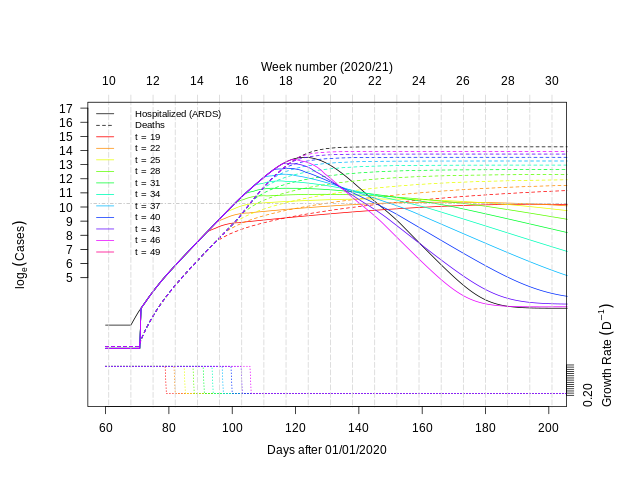 Week number (2020/21)
10 11 12 14 16 18 20 22 24 26 28 30
17
16
15
14
13
12
11
10
9
8
7
6
5
logₑ(Cases)
Hospitalized (ARDS)
Deaths
t = 19
t = 22
t = 25
t = 28
t = 31
t = 34
t = 37
t = 40
t = 43
t = 46
t = 49
0.20
Growth Rate (D⁻¹)
60 80 100 120 140 160 180 200
Days after 01/01/2020